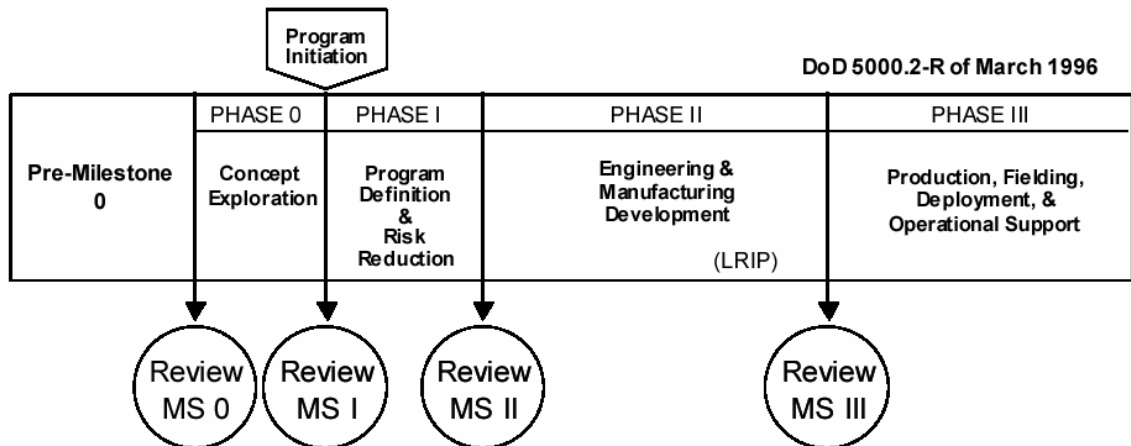 Program
Initiation
DoD 5000.2-R of March 1996
PHASE 0
PHASE I
PHASE II
PHASE III
Pre-Milestone
0
Concept
Exploration
Program
Definition
&
Risk
Reduction
Engineering &
Manufacturing
Development
(LRIP)
Production, Fielding,
Deployment, &
Operational Support
Review
MS 0
Review
MS I
Review
MS II
Review
MS III